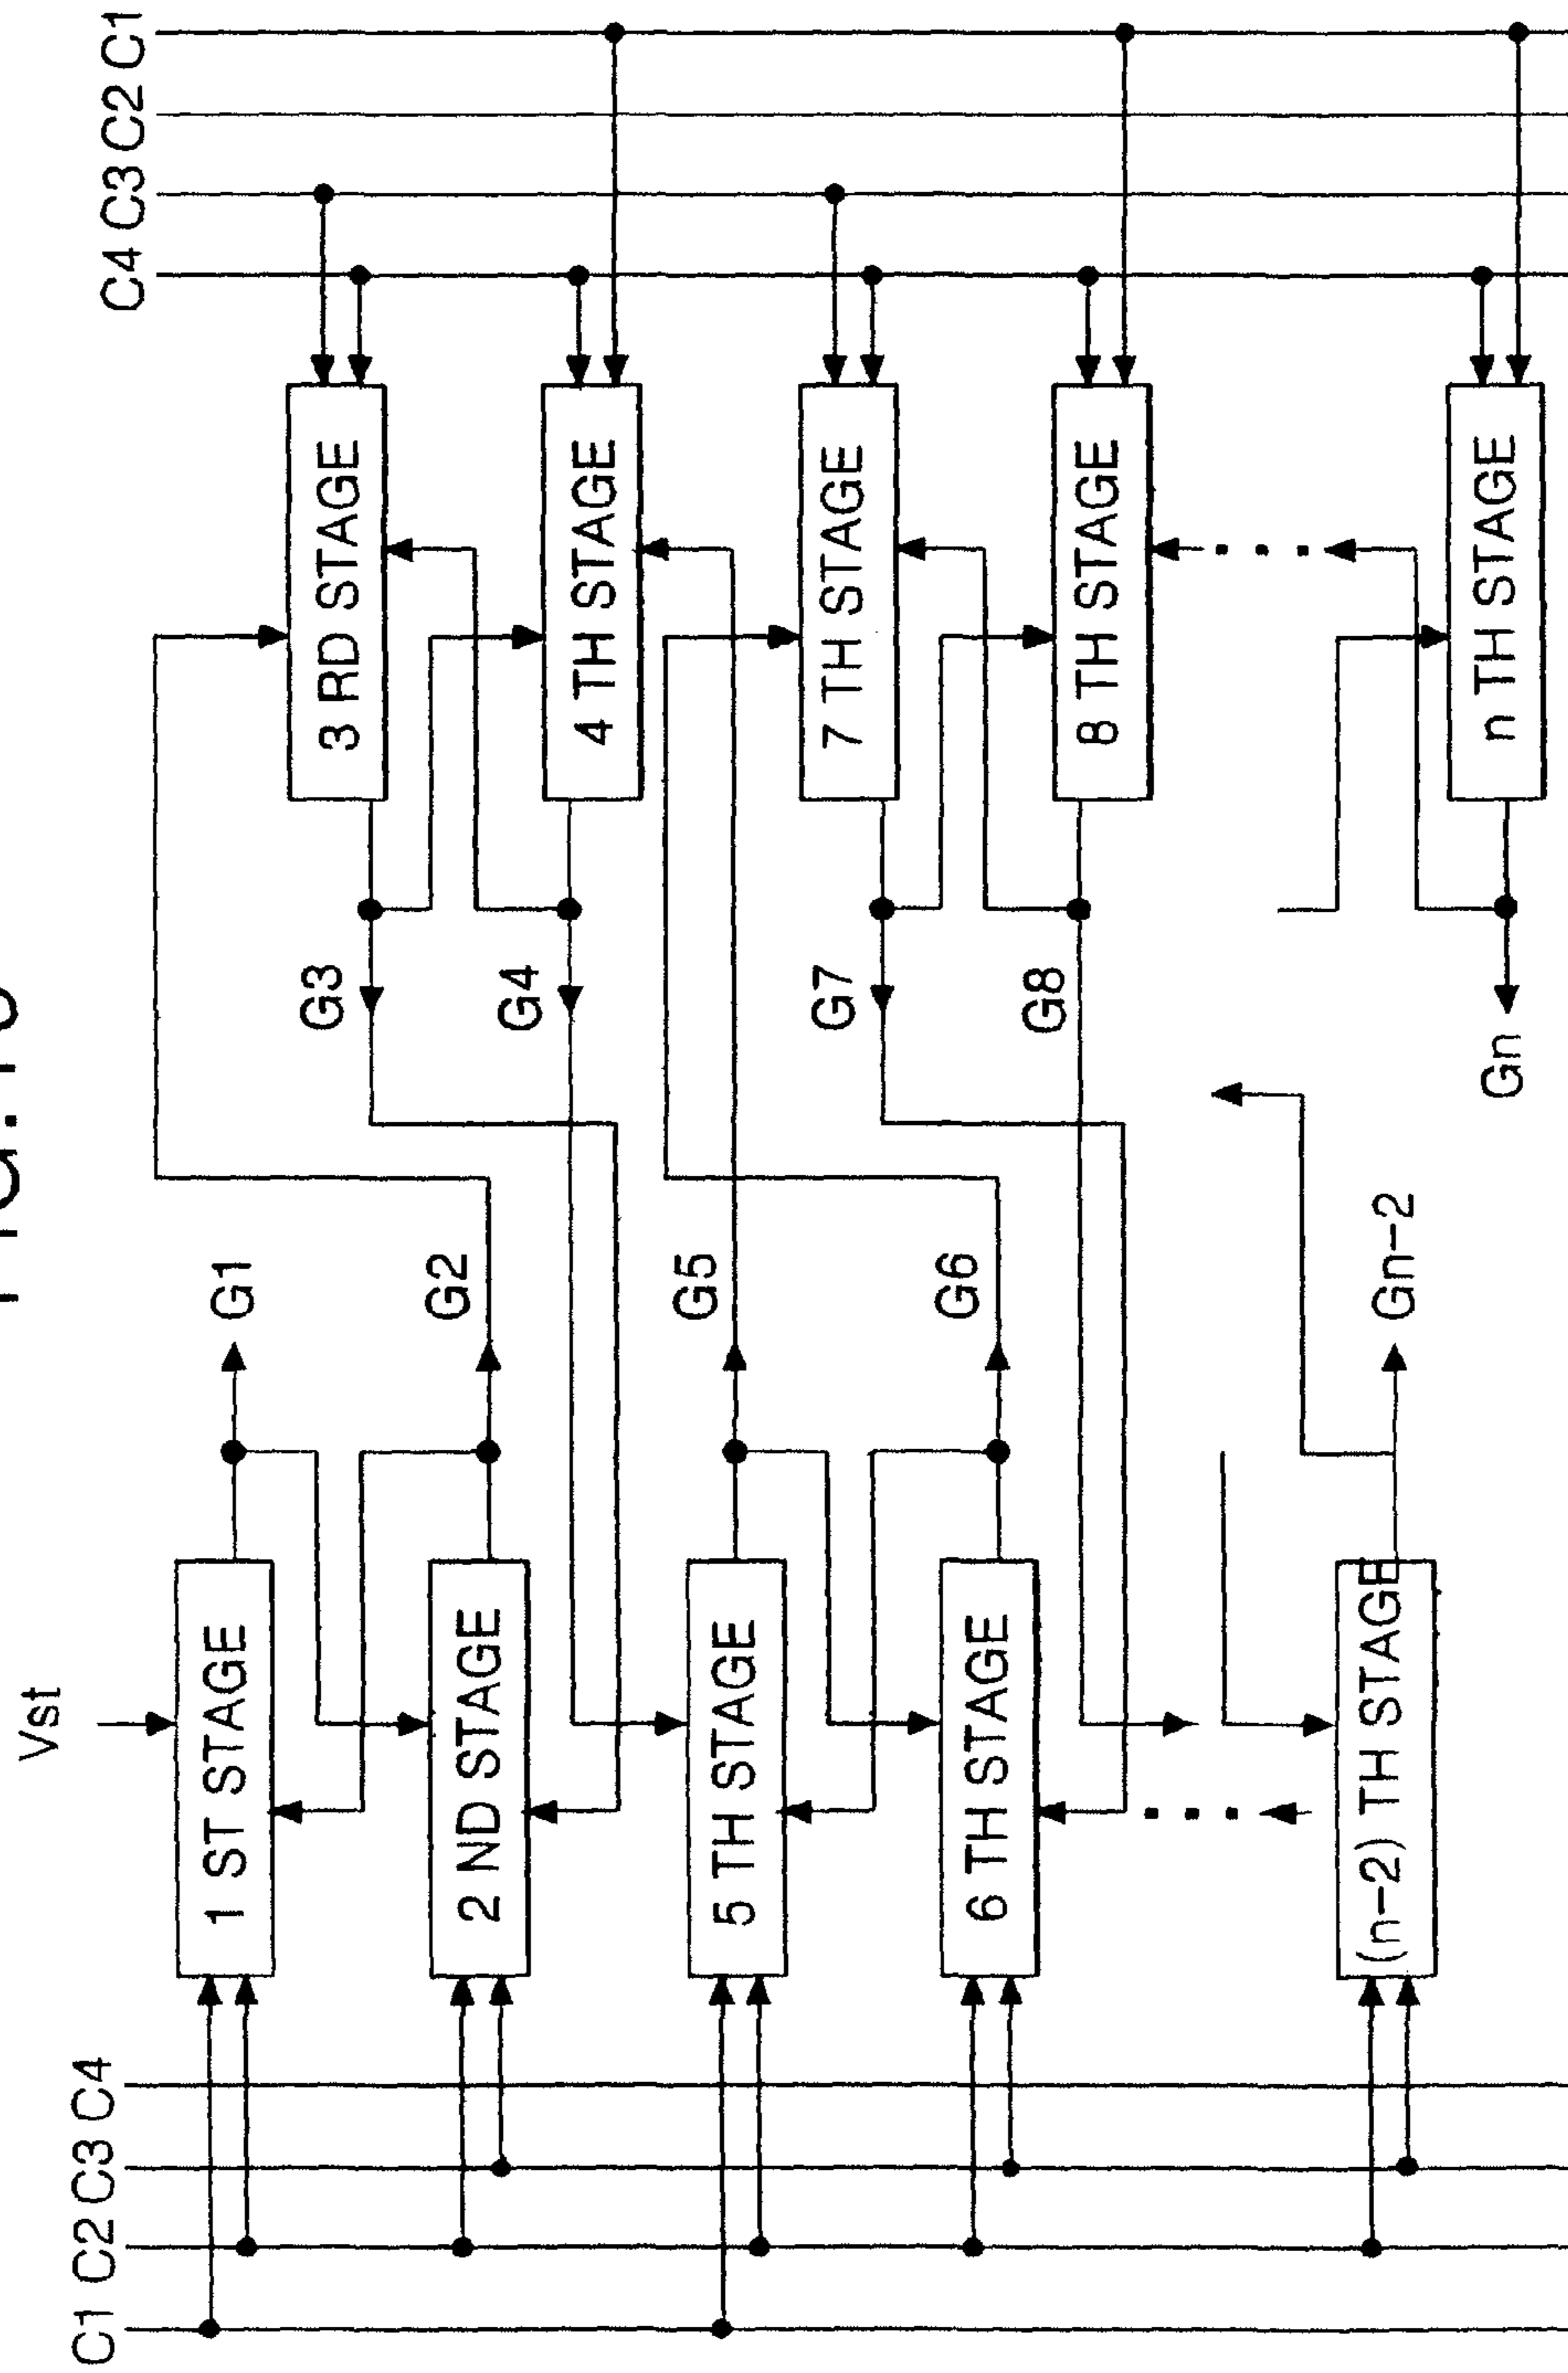 FIG.
Vst
C1 C2 C3 C4
C4 C3 C2 C1
1 ST STAGE
G1
2 ND STAGE
G2
G3
3 RD STAGE
G4
4 TH STAGE
5 TH STAGE
G5
6 TH STAGE
G6
G7
7 TH STAGE
G8
8 TH STAGE
(n-2) TH STAGE
Gn-2
Gn
n TH STAGE